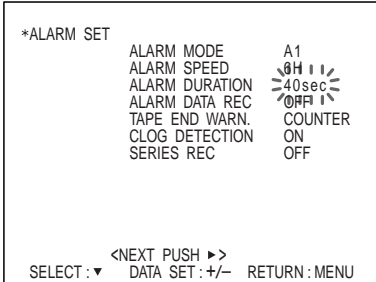 *ALARM SET
ALARM MODE A1
ALARM SPEED 6H
ALARM DURATION 40sec
ALARM DATA REC OFF
TAPE END WARN. COUNTER
CLOG DETECTION ON
SERIES REC OFF
<NEXT PUSH ►>
SELECT : ▼ DATA SET : +/– RETURN : MENU